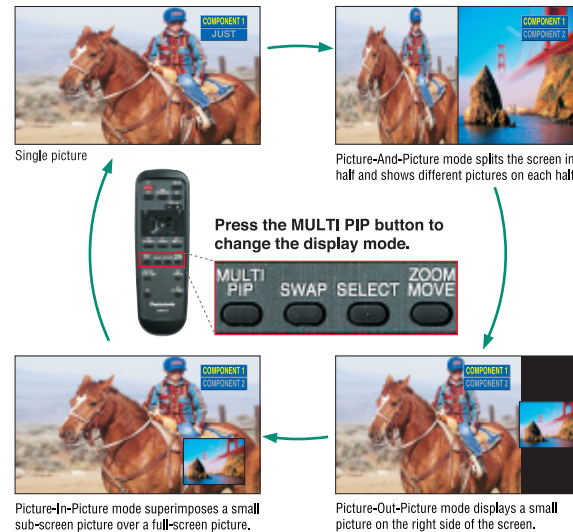 COMPONENT 1
JUST
COMPONENT 1
COMPONENT 2
Single picture
Picture-And-Picture mode splits the screen in
half and shows different pictures on each half
Press the MULTI PIP button to
change the display mode.
MULTI PIP
SWAP
SELECT
ZOOM MOVE
COMPONENT 1
COMPONENT 2
COMPONENT 1
COMPONENT 2
Picture-In-Picture mode superimposes a small
sub-screen picture over a full-screen picture.
Picture-Out-Picture mode displays a small
picture on the right side of the screen.